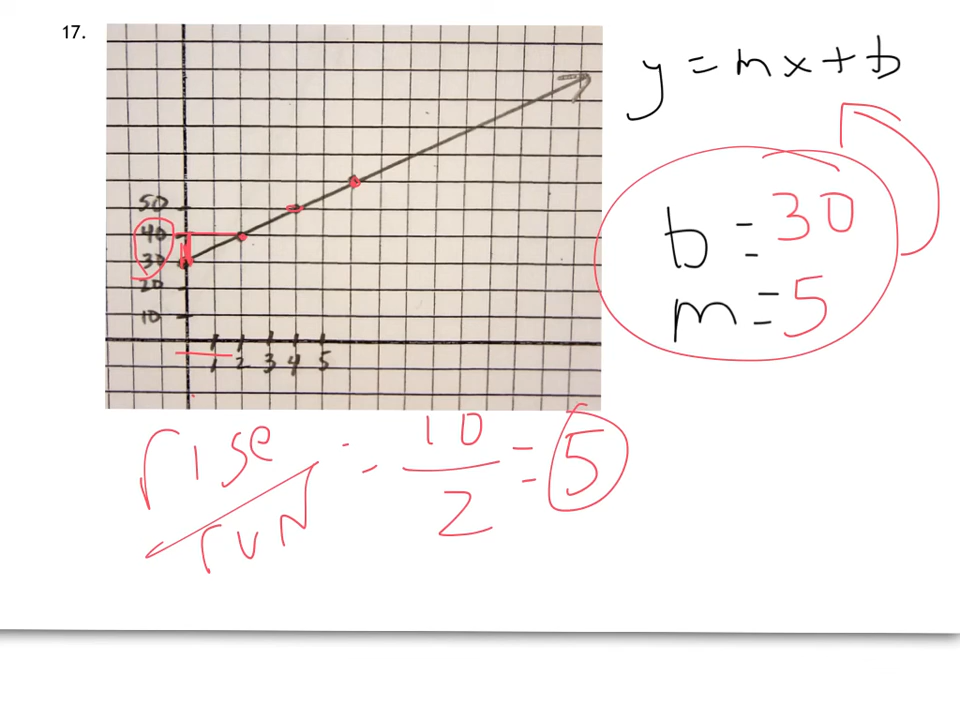 17.
y = mx + b
50
40
30
20
10
1 2 3 4 5
b = 30
m = 5
rise/run = 10/2 = 5